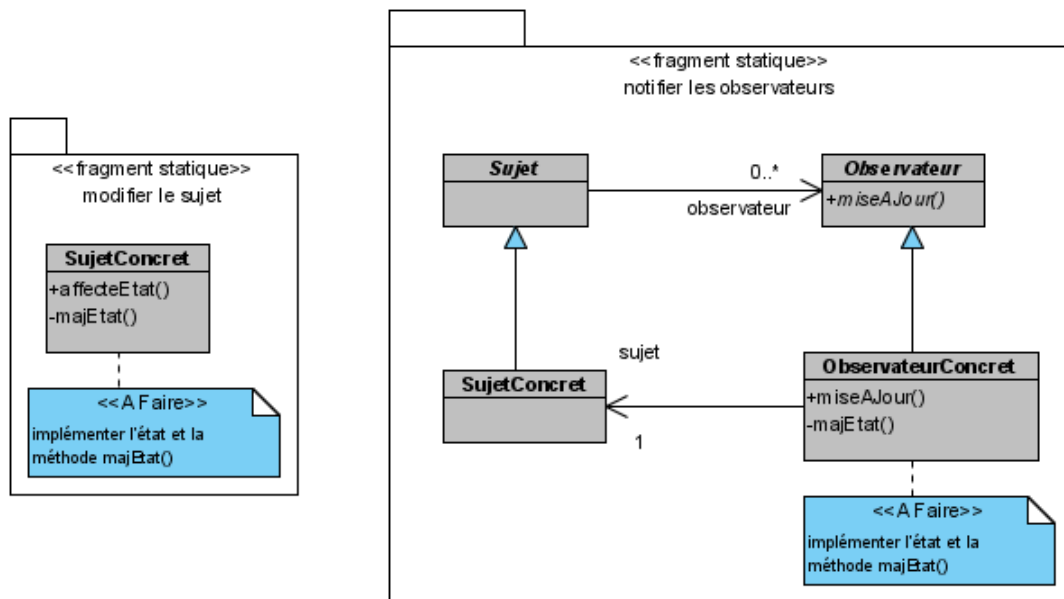 <<fragment statique>>
modifier le sujet
SujetConcret
+affecteEtat()
-majEtat()
<<A Faire>>
implémenter l'état et la
méthode majEtat()
<<fragment statique>>
notifier les observateurs
Sujet
0..*
observateur
Observateur
+miseAJour()
sujet
SujetConcret
1
ObservateurConcret
+miseAJour()
-majEtat()
<<A Faire>>
implémenter l'état et la
méthode majEtat()